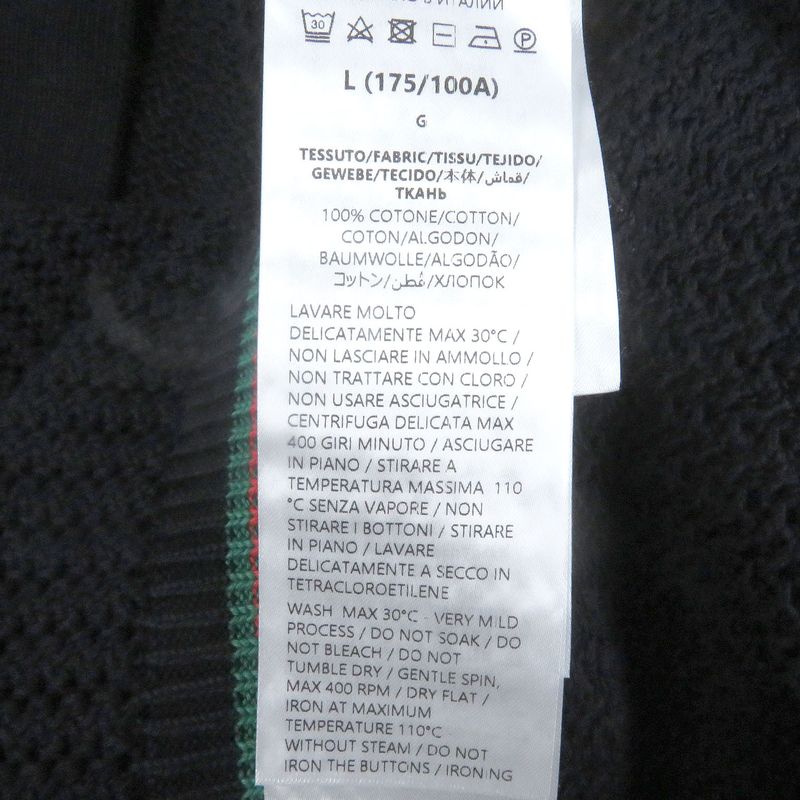 ИТАЛИИ
30
P
L (175/100A)
G
TESSUTO/FABRIC/TISSU/TEJIDO/
GEWEBE/TECIDO/本体/قماش/
ТКАНЬ
100% COTONE/COTTON/
COTON/ALGODON/
BAUMWOLLE/ALGODÃO/
コットン/قُطن/ХЛОПОК
LAVARE MOLTO
DELICATAMENTE MAX 30°C /
NON LASCIARE IN AMMOLLO /
NON TRATTARE CON CLORO /
NON USARE ASCIUGATRICE /
CENTRIFUGA DELICATA MAX
400 GIRI MINUTO / ASCIUGARE
IN PIANO / STIRARE A
TEMPERATURA MASSIMA 110
°C SENZA VAPORE / NON
STIRARE I BOTTONI / STIRARE
IN PIANO / LAVARE
DELICATAMENTE A SECCO IN
TETRACLOROETILENE
WASH MAX 30°C - VERY MILD
PROCESS / DO NOT SOAK / DO
NOT BLEACH / DO NOT
TUMBLE DRY / GENTLE SPIN,
MAX 400 RPM / DRY FLAT /
IRON AT MAXIMUM
TEMPERATURE 110°C
WITHOUT STEAM / DO NOT
IRON THE BUTTONS / IRONING